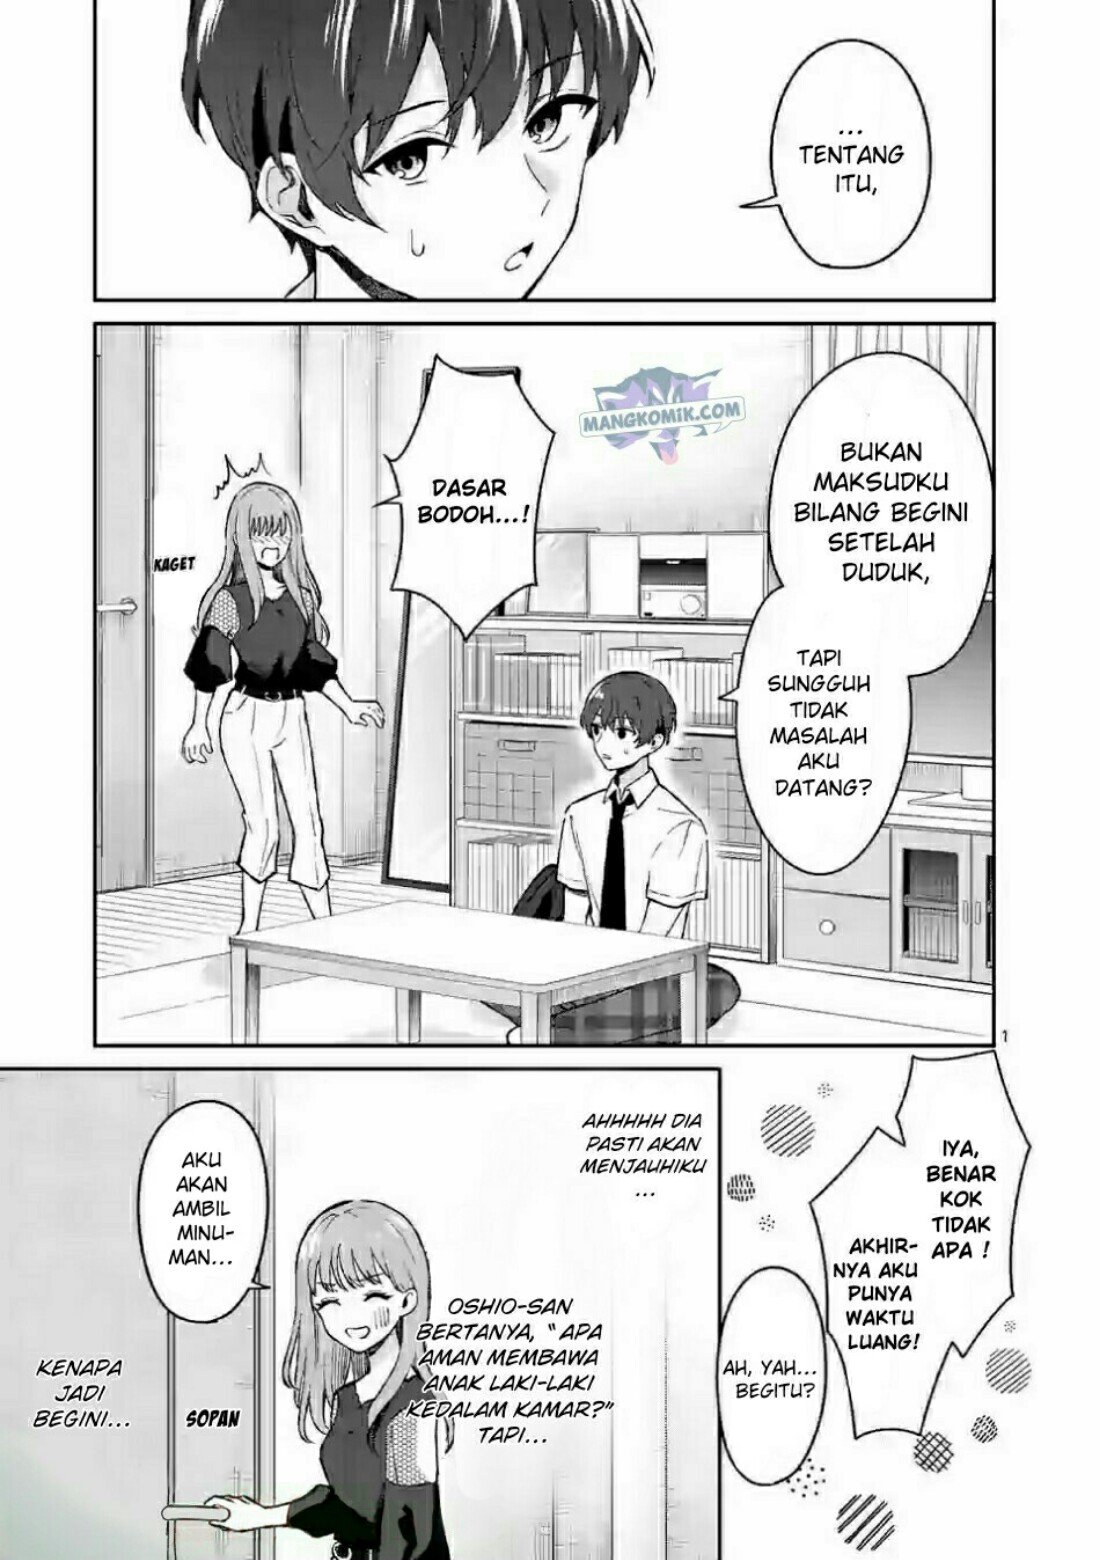 ...
TENTANG
ITU,
MANGKOMIK.COM
BUKAN
MAKSUDKU
BILANG BEGINI
SETELAH
DUDUK,
TAPI
SUNGGUH
TIDAK
MASALAH
AKU
DATANG?
DASAR
BODOH...!
KAGET
1
IYA,
BENAR
KOK
TIDAK
APA !
AKHIR-
NYA AKU
PUNYA
WAKTU
LUANG!
AH, YAH...
BEGITU?
AHHHHH DIA
PASTI AKAN
MENJAUHIKU
...
AKU
AKAN
AMBIL
MINU-
MAN...
OSHIO-SAN
BERTANYA, " APA
AMAN MEMBAWA
ANAK LAKI-LAKI
KEDALAM KAMAR?"
TAPI...
SOPAN
KENAPA
JADI
BEGINI...